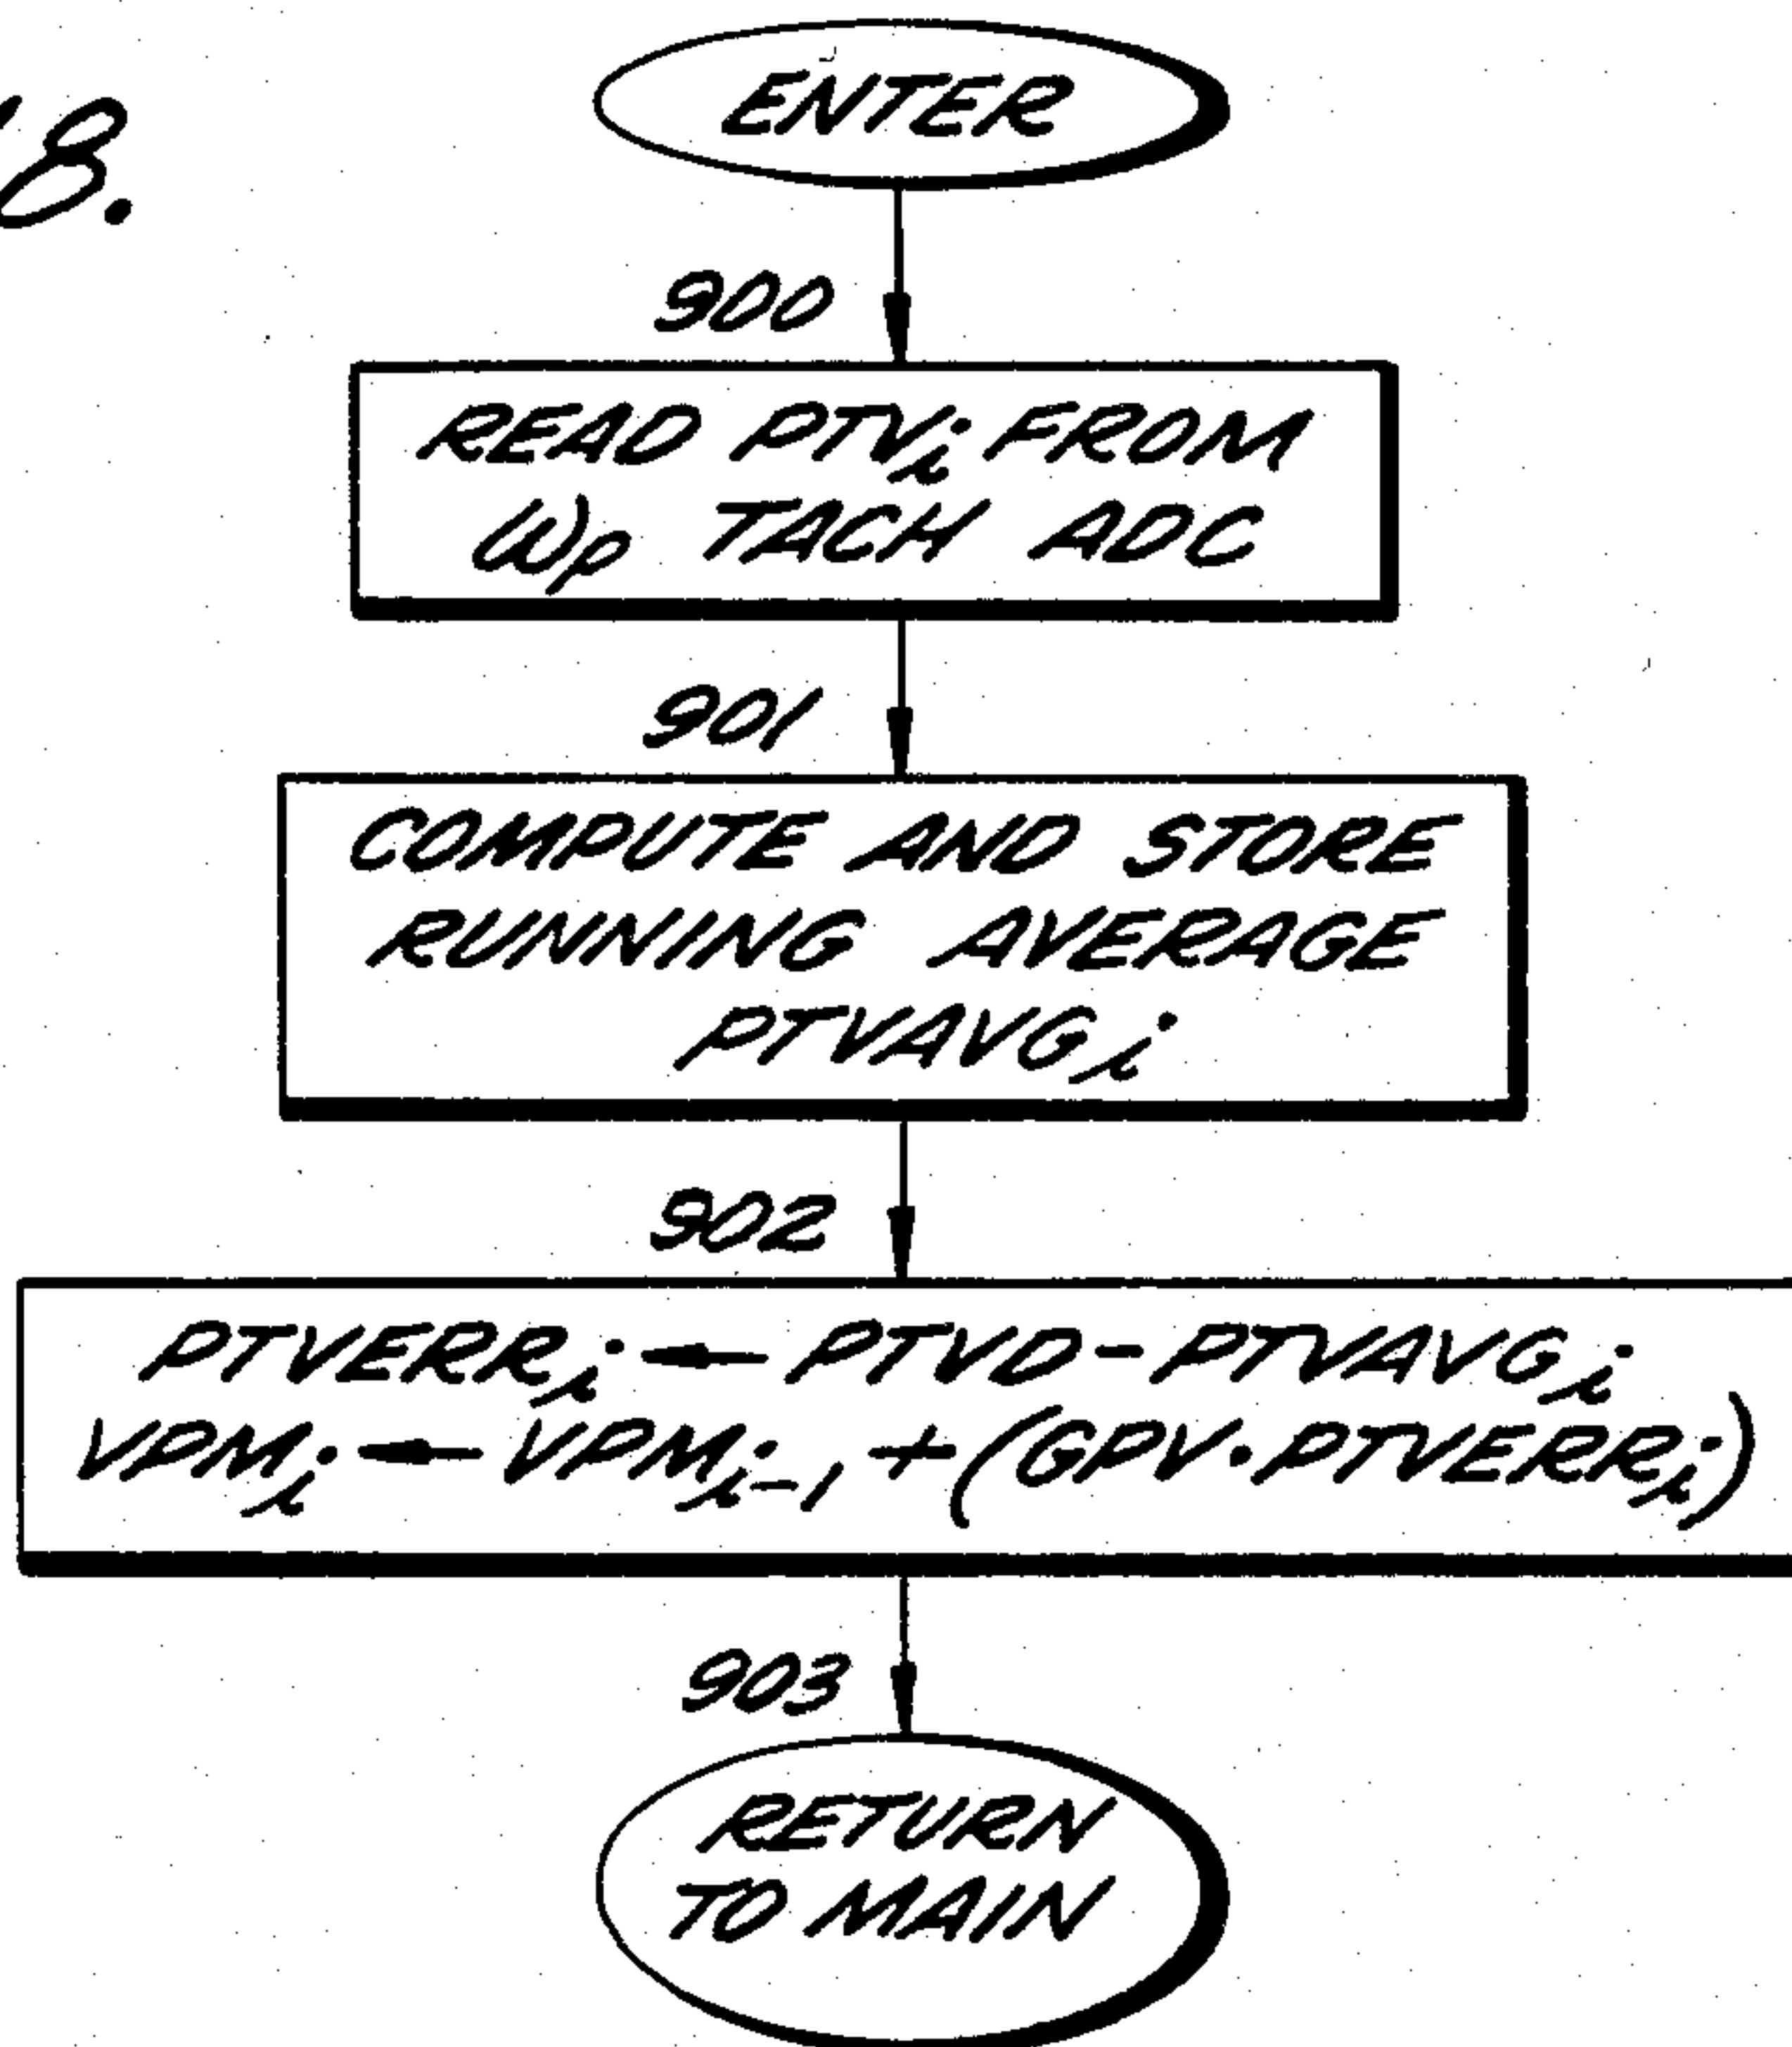 8.
ENTER
900
READ PTVᵢ FROM
Wp TACH ADC
901
COMPUTE AND STORE
RUNNING AVERAGE
PTVAVGᵢ
902
PTVERRᵢ ← PTVD - PTVAVGᵢ
VPMᵢ ← VPMᵢ₋₁ + (GPV·PTVERRᵢ)
903
RETURN
TO MAIN